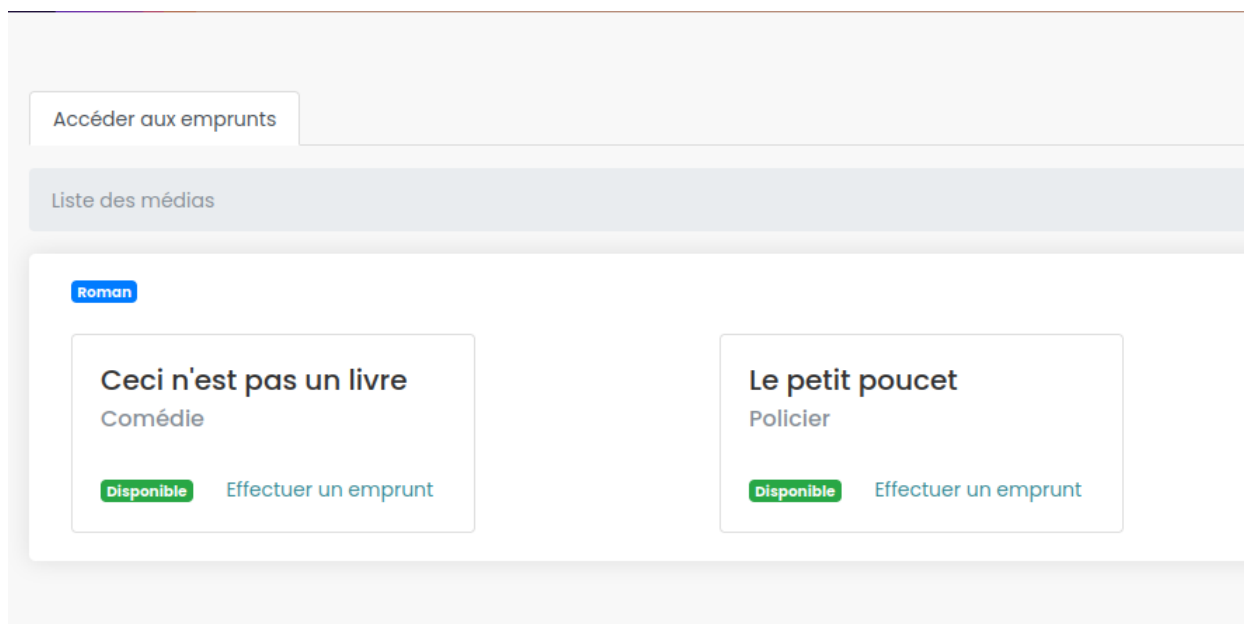 Accéder aux emprunts
Liste des médias
Roman
Ceci n'est pas un livre
Comédie
Disponible Effectuer un emprunt
Le petit poucet
Policier
Disponible Effectuer un emprunt